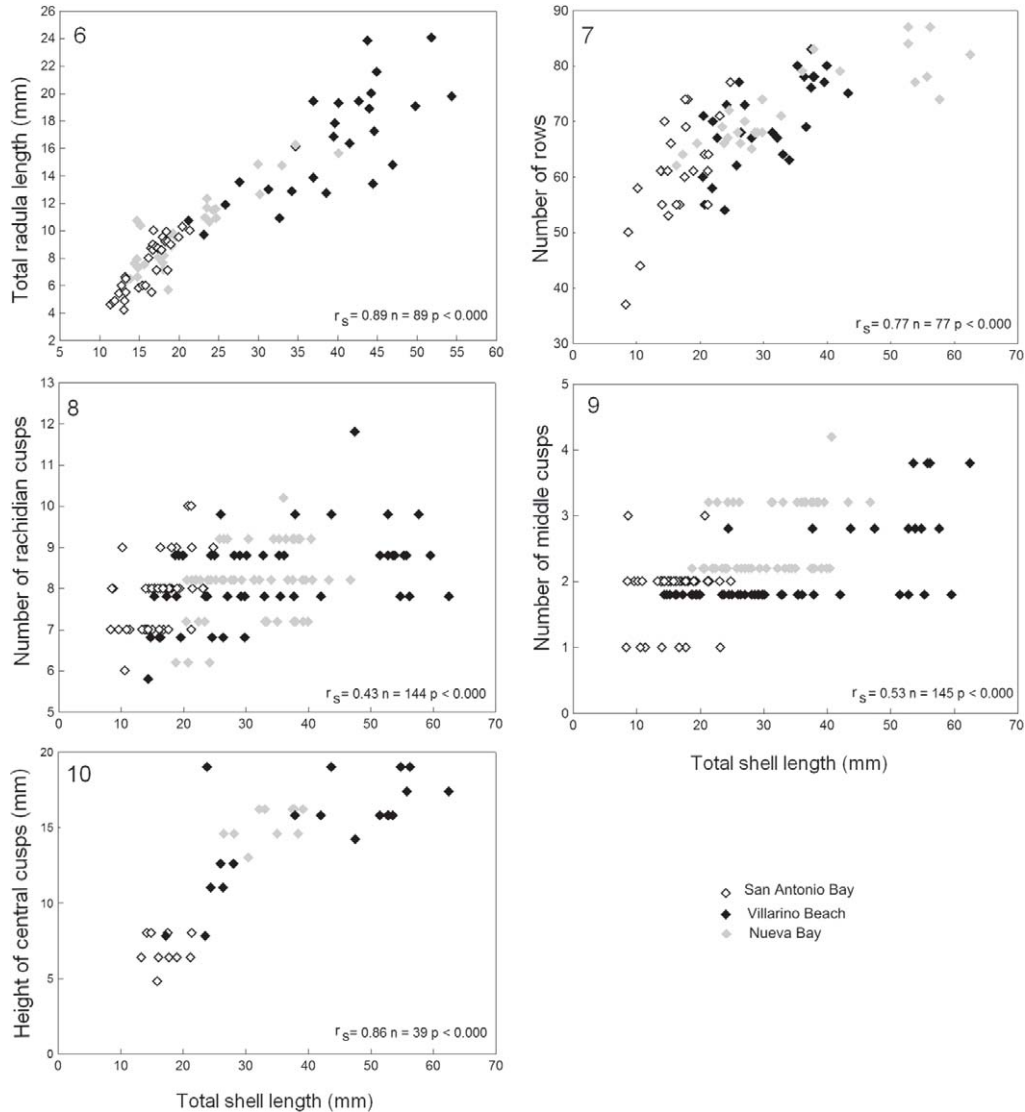 6
Total radula length (mm)
26
24
22
20
18
16
14
12
10
8
6
4
2
5 10 15 20 25 30 35 40 45 50 55 60
r s = 0.89 n = 89 p < 0.000
7
Number of rows
90
80
70
60
50
40
30
0 10 20 30 40 50 60 70
r s = 0.77 n = 77 p < 0.000
8
Number of rachidian cusps
13
12
11
10
9
8
7
6
5
0 10 20 30 40 50 60 70
r s = 0.43 n = 144 p < 0.000
9
Number of middle cusps
5
4
3
2
1
0
0 10 20 30 40 50 60 70
r s = 0.53 n = 145 p < 0.000
Total shell length (mm)
10
Height of central cusps (mm)
20
15
10
5
0
0 10 20 30 40 50 60 70
r s = 0.86 n = 39 p < 0.000
Total shell length (mm)
San Antonio Bay
Villarino Beach
Nueva Bay